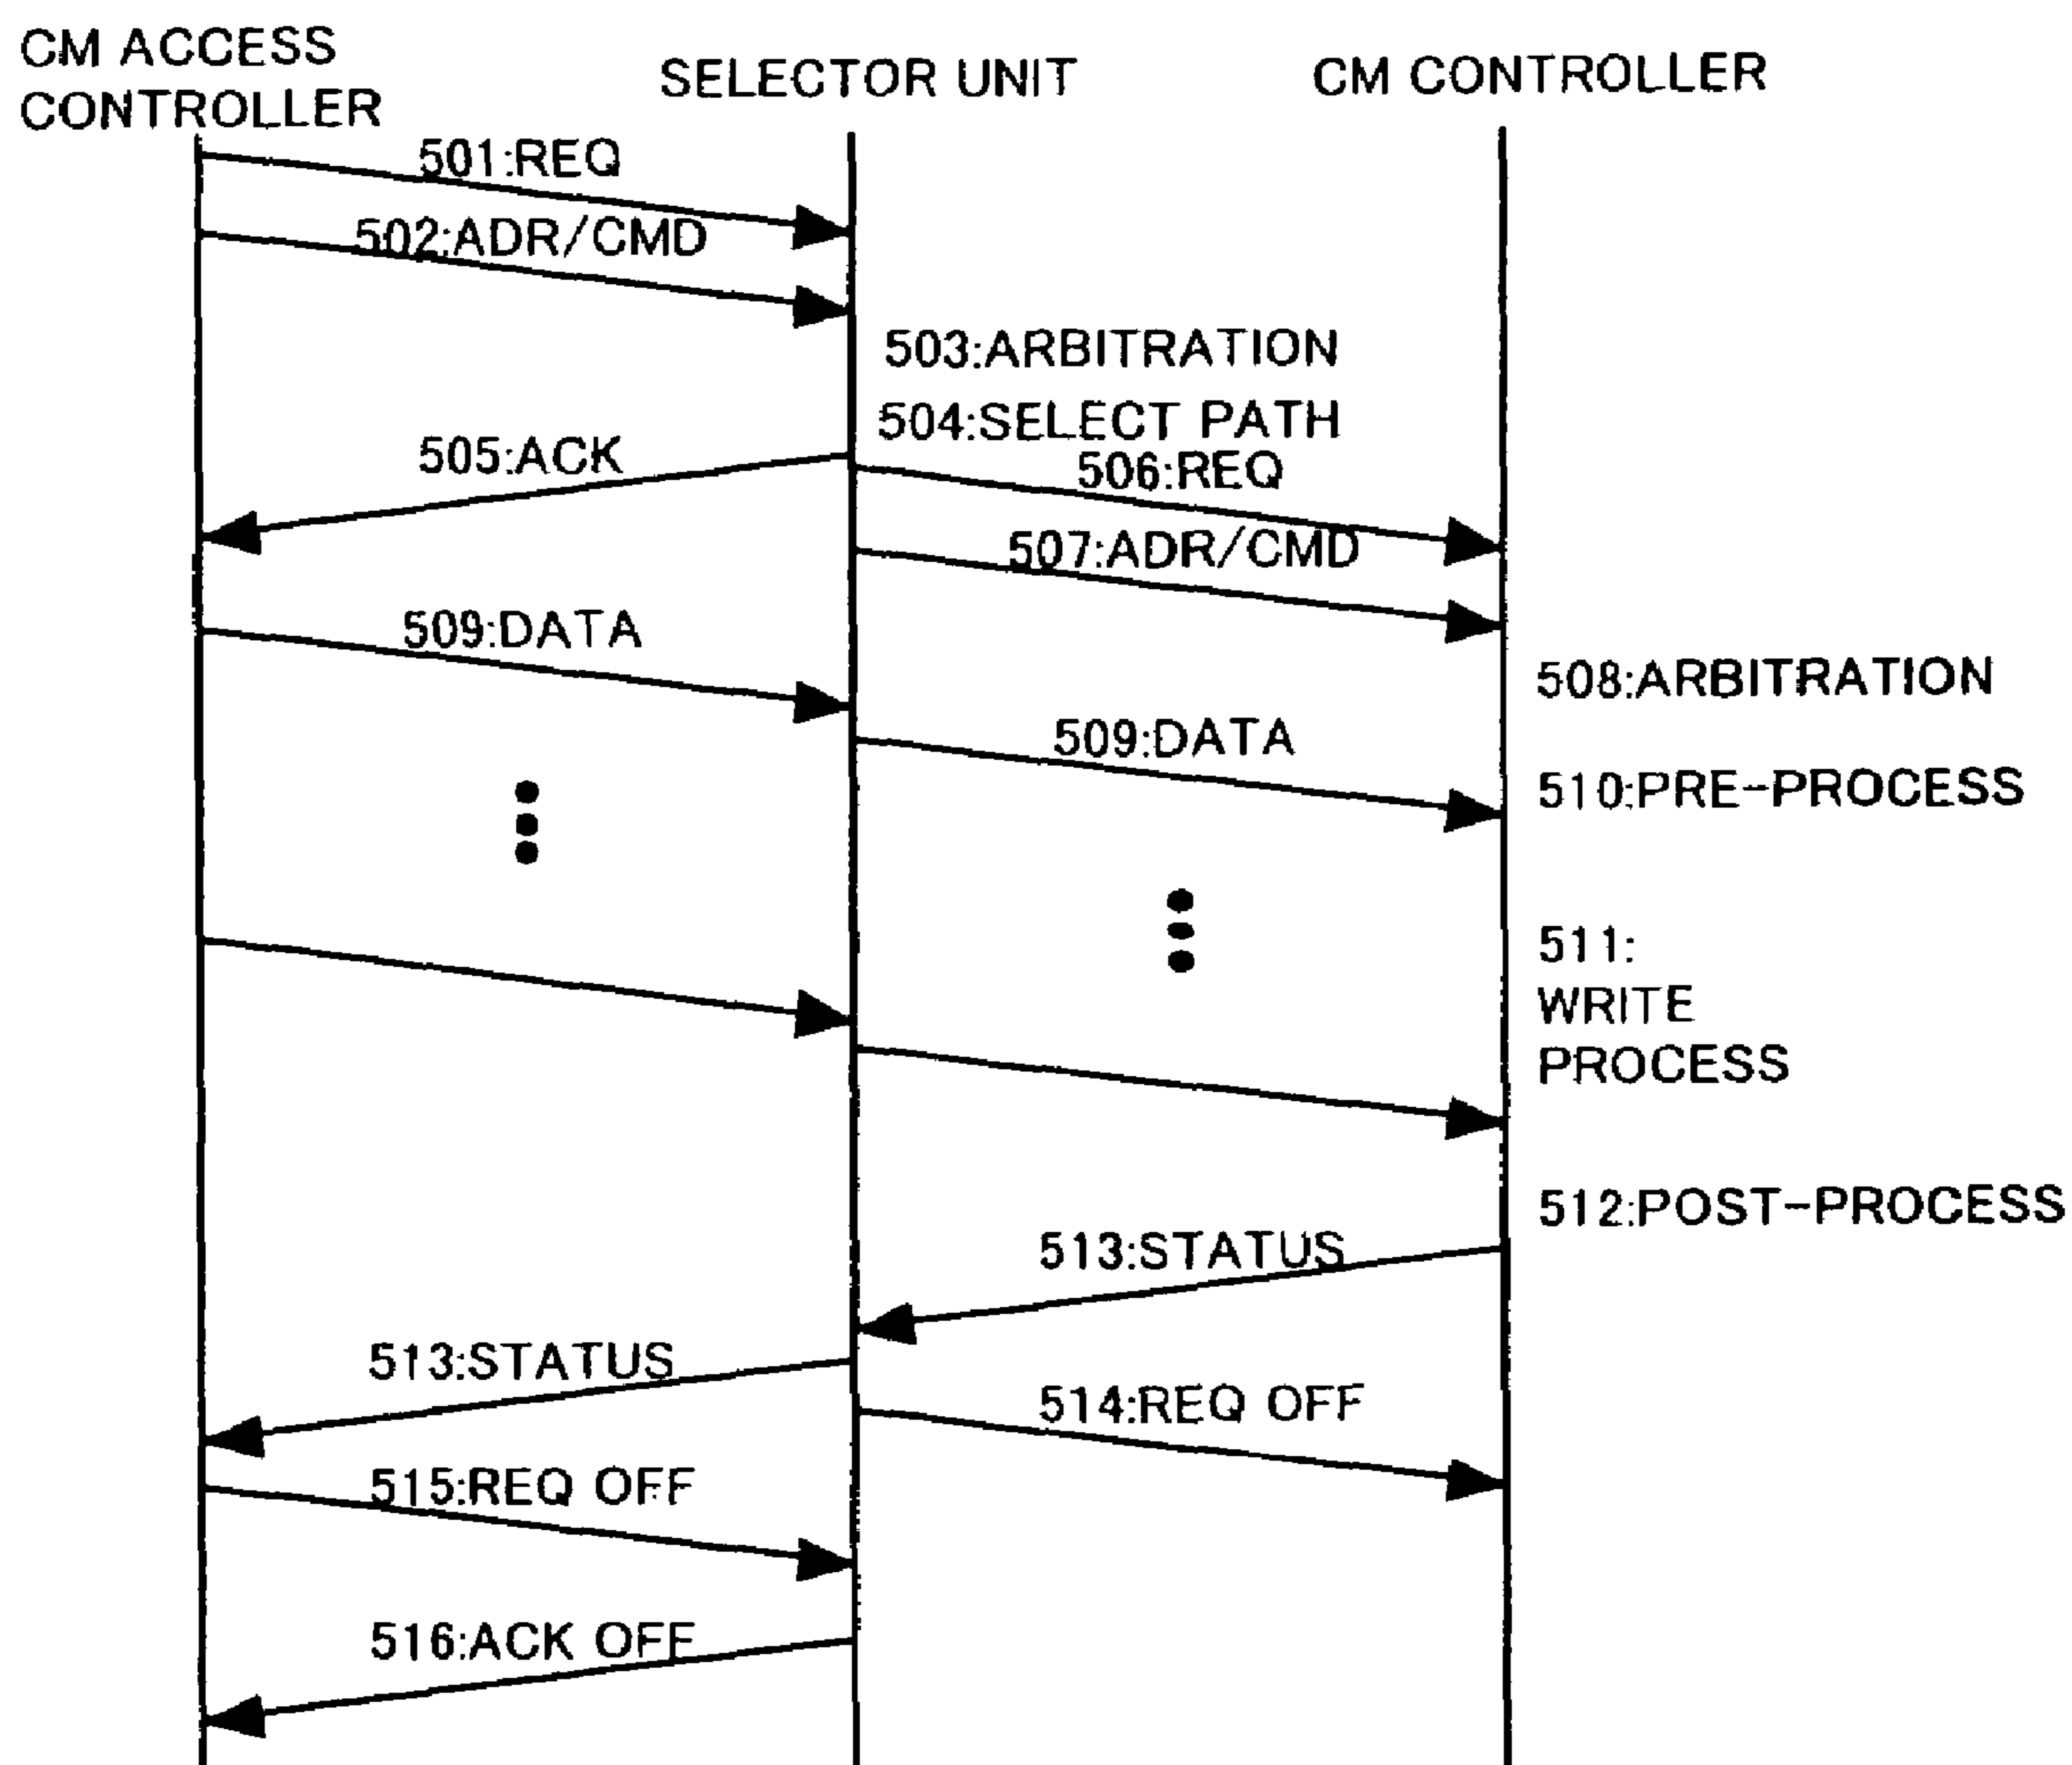 CM ACCESS
CONTROLLER
SELECTOR UNIT
CM CONTROLLER
501:REQ
502:ADR/CMD
503:ARBITRATION
504:SELECT PATH
505:ACK
506:REQ
507:ADR/CMD
509:DATA
508:ARBITRATION
509:DATA
510:PRE-PROCESS
511:
WRITE
PROCESS
512:POST-PROCESS
513:STATUS
513:STATUS
514:REQ OFF
515:REQ OFF
516:ACK OFF